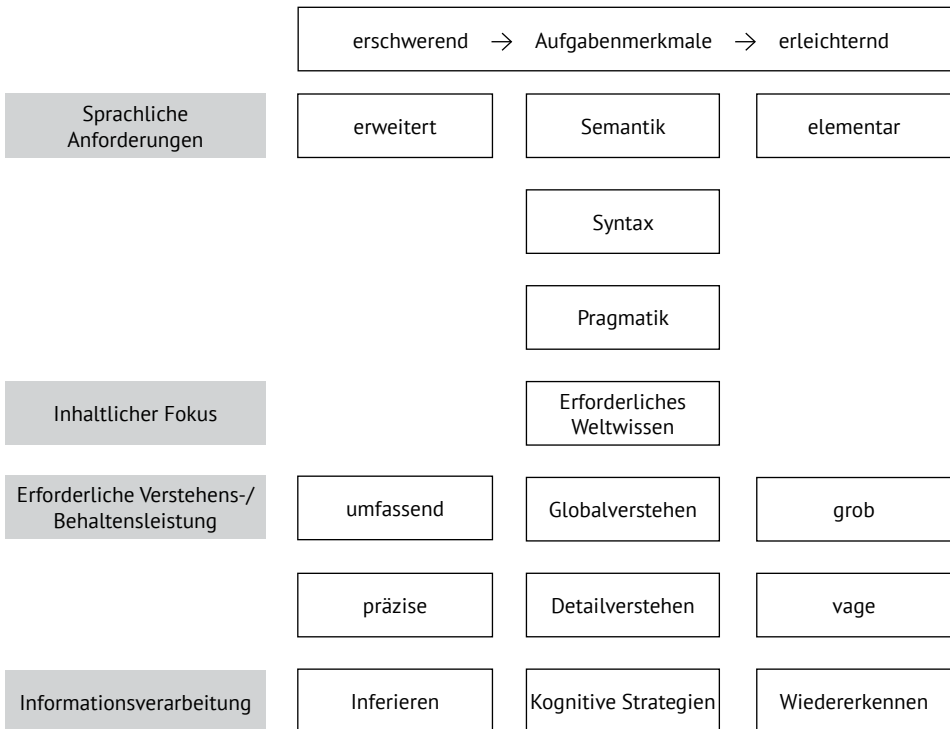 erschwerend → Aufgabenmerkmale → erleichternd
Sprachliche
Anforderungen
erweitert
Semantik
elementar
Syntax
Pragmatik
Inhaltlicher Fokus
Erforderliches
Weltwissen
Erforderliche Verstehens-/
Behaltensleistung
umfassend
Globalverstehen
grob
präzise
Detailverstehen
vage
Informationsverarbeitung
Inferieren
Kognitive Strategien
Wiedererkennen